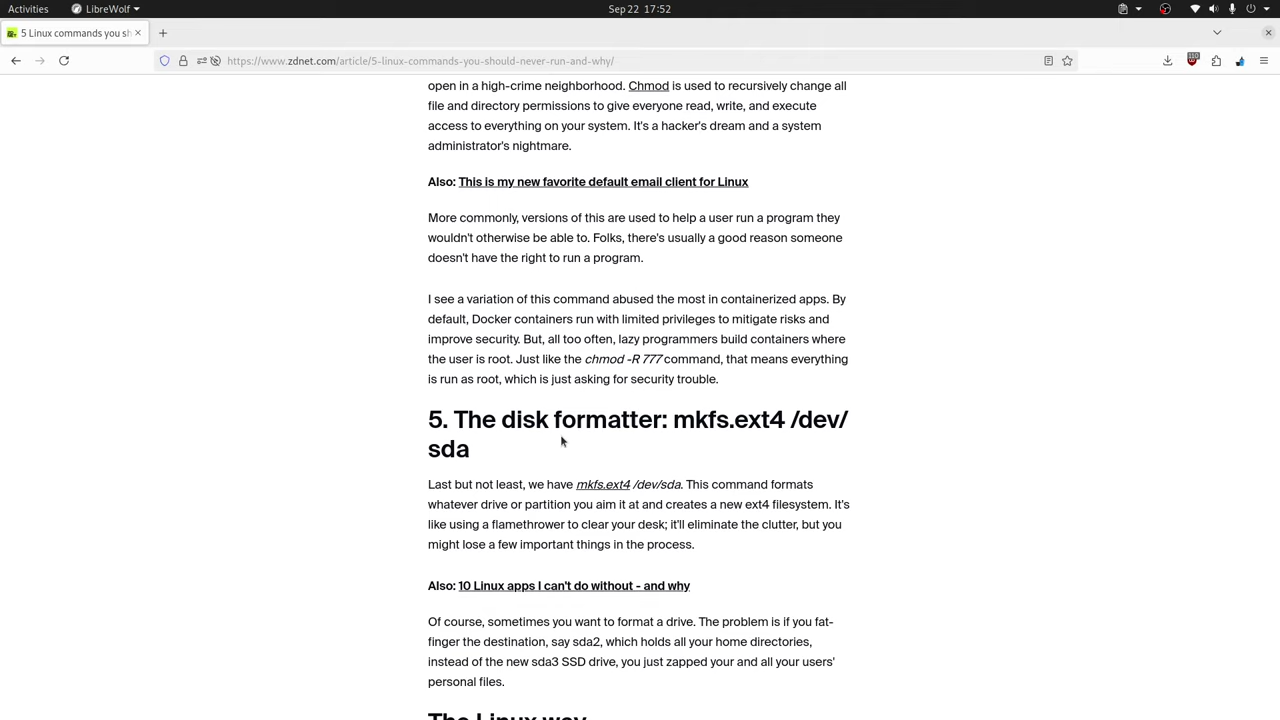 Activities
LibreWolf
Sep 22 17:52
5 Linux commands you sh
https://www.zdnet.com/article/5-linux-commands-you-should-never-run-and-why/
open in a high-crime neighborhood. Chmod is used to recursively change all
file and directory permissions to give everyone read, write, and execute
access to everything on your system. It's a hacker's dream and a system
administrator's nightmare.
Also: This is my new favorite default email client for Linux
More commonly, versions of this are used to help a user run a program they
wouldn't otherwise be able to. Folks, there's usually a good reason someone
doesn't have the right to run a program.
I see a variation of this command abused the most in containerized apps. By
default, Docker containers run with limited privileges to mitigate risks and
improve security. But, all too often, lazy programmers build containers where
the user is root. Just like the chmod -R 777 command, that means everything
is run as root, which is just asking for security trouble.
5. The disk formatter: mkfs.ext4 /dev/
sda
Last but not least, we have mkfs.ext4 /dev/sda. This command formats
whatever drive or partition you aim it at and creates a new ext4 filesystem. It's
like using a flamethrower to clear your desk; it'll eliminate the clutter, but you
might lose a few important things in the process.
Also: 10 Linux apps I can't do without - and why
Of course, sometimes you want to format a drive. The problem is if you fat-
finger the destination, say sda2, which holds all your home directories,
instead of the new sda3 SSD drive, you just zapped your and all your users'
personal files.
The Linux way